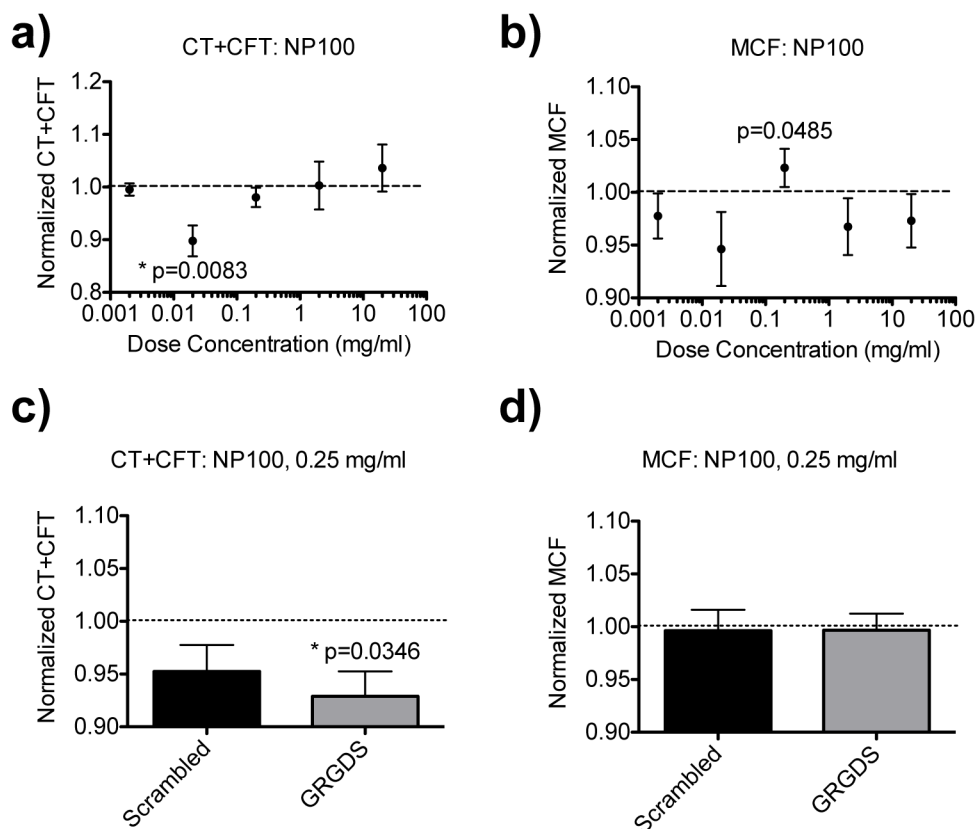 a)
CT+CFT: NP100
Normalized CT+CFT
1.2
1.1
1.0
0.9
0.8
* p=0.0083
0.001 0.01 0.1 1 10 100
Dose Concentration (mg/ml)
b)
MCF: NP100
Normalized MCF
1.10
1.05
1.00
0.95
0.90
p=0.0485
0.001 0.01 0.1 1 10 100
Dose Concentration (mg/ml)
c)
CT+CFT: NP100, 0.25 mg/ml
Normalized CT+CFT
1.10
1.05
1.00
0.95
0.90
* p=0.0346
Scrambled
GRGDS
d)
MCF: NP100, 0.25 mg/ml
Normalized MCF
1.10
1.05
1.00
0.95
0.90
Scrambled
GRGDS